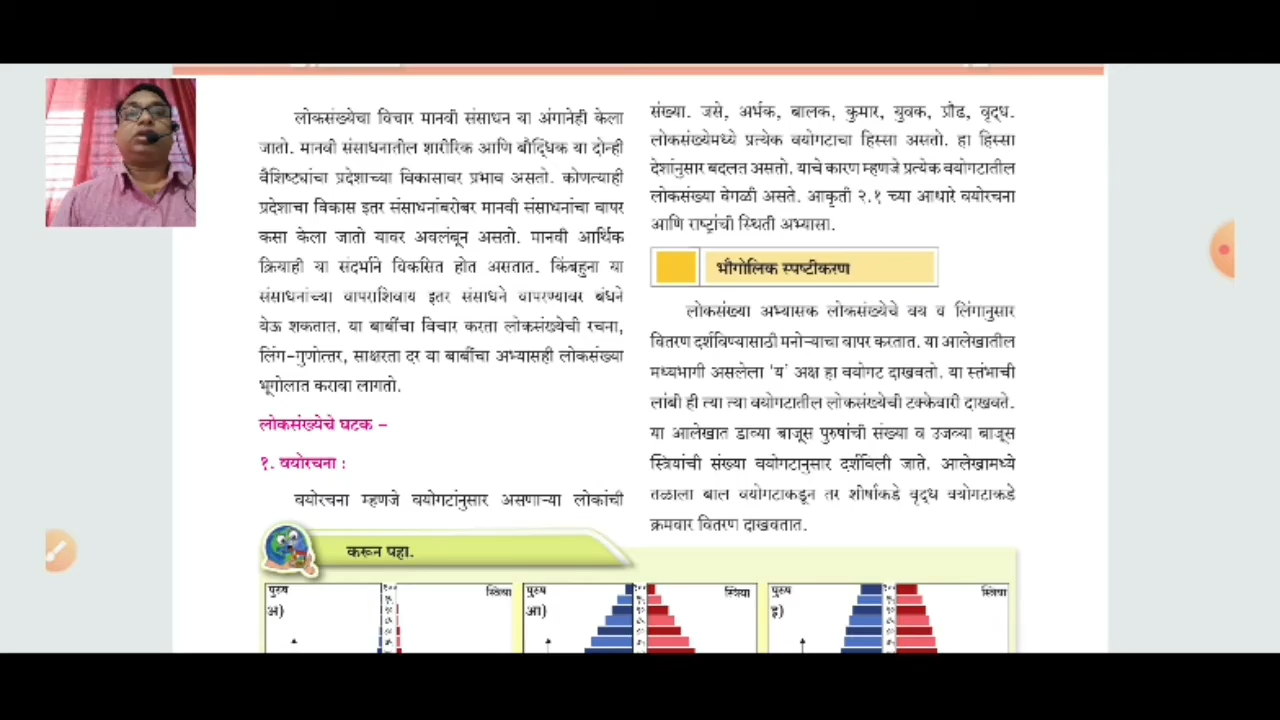 लोकसंख्येचा विचार मानवी संसाधन या अंगानेही केला
जातो. मानवी संसाधनातील शारीरिक आणि बौद्धिक या दोन्ही
वैशिष्ट्यांचा प्रदेशाच्या विकासावर प्रभाव असतो. कोणत्याही
प्रदेशाचा विकास इतर संसाधनांबरोबर मानवी संसाधनांचा वापर
कसा केला जातो यावर अवलंबून असतो. मानवी आर्थिक
क्रियाही या संदर्भाने विकसित होत असतात. किंबहुना या
संसाधनांच्या वापराशिवाय इतर संसाधने वापरण्यावर बंधने
येऊ शकतात. या बाबींचा विचार करता लोकसंख्येची रचना,
लिंग-गुणोत्तर, साक्षरता दर या बाबींचा अभ्यासही लोकसंख्या
भूगोलात करावा लागतो.
लोकसंख्येचे घटक -
१. वयोरचना :
वयोरचना म्हणजे वयोगटांनुसार असणाऱ्या लोकांची
संख्या. जसे, अर्भक, बालक, कुमार, युवक, प्रौढ, वृद्ध.
लोकसंख्येमध्ये प्रत्येक वयोगटाचा हिस्सा असतो. हा हिस्सा
देशांनुसार बदलत असतो. याचे कारण म्हणजे प्रत्येक वयोगटातील
लोकसंख्या वेगळी असते. आकृती २.१ च्या आधारे वयोरचना
आणि राष्ट्रांची स्थिती अभ्यासा.
भौगोलिक स्पष्टीकरण
लोकसंख्या अभ्यासक लोकसंख्येचे वय व लिंगानुसार
वितरण दर्शविण्यासाठी मनोऱ्याचा वापर करतात. या आलेखातील
मध्यभागी असलेला 'य' अक्ष हा वयोगट दाखवतो. या स्तंभाची
लांबी ही त्या त्या वयोगटातील लोकसंख्येची टक्केवारी दाखवते.
या आलेखात डाव्या बाजूस पुरुषांची संख्या व उजव्या बाजूस
स्त्रियांची संख्या वयोगटानुसार दर्शविली जाते. आलेखामध्ये
तळाला बाल वयोगटाकडून तर शीर्षाकडे वृद्ध वयोगटाकडे
क्रमवार वितरण दाखवतात.
करून पहा.
पुरुष १०० स्त्रिया
अ)
पुरुष १०० स्त्रिया
आ)
पुरुष १०० स्त्रिया
इ)